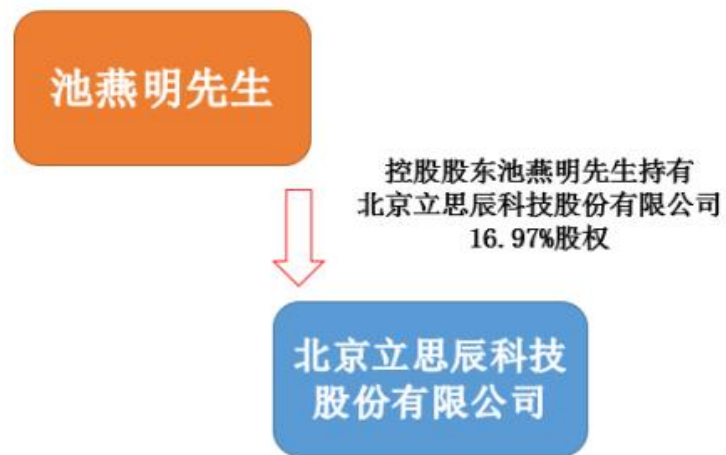 池燕明先生
控股股东池燕明先生持有
北京立思辰科技股份有限公司
16.97%股权
北京立思辰科技
股份有限公司